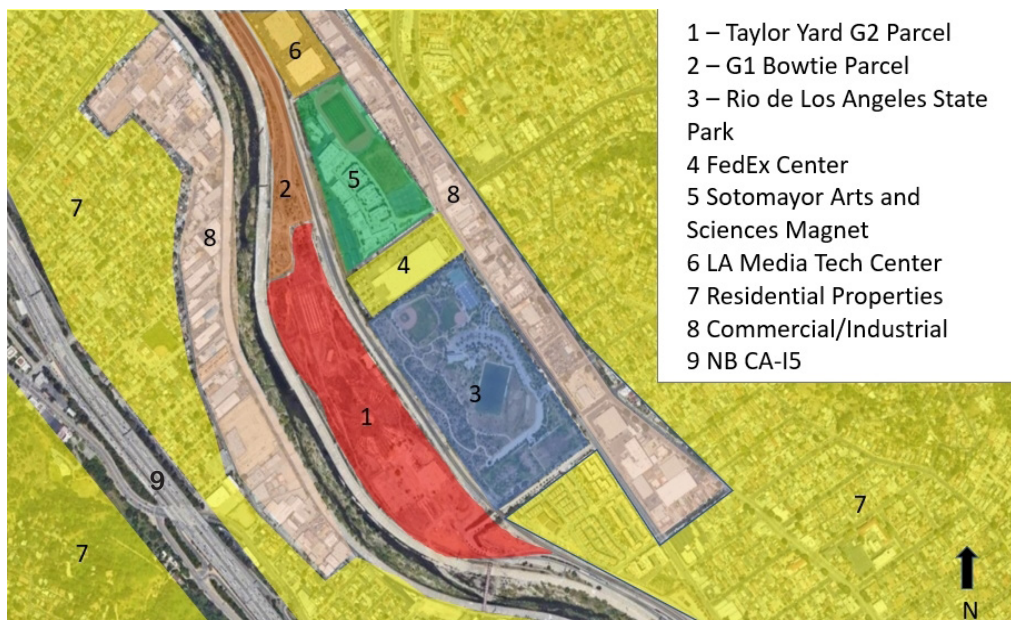 1 – Taylor Yard G2 Parcel
2 – G1 Bowtie Parcel
3 – Rio de Los Angeles State
Park
4 FedEx Center
5 Sotomayor Arts and
Sciences Magnet
6 LA Media Tech Center
7 Residential Properties
8 Commercial/Industrial
9 NB CA-I5
6
5
2
8
7
8
4
3
1
9
7
7
N